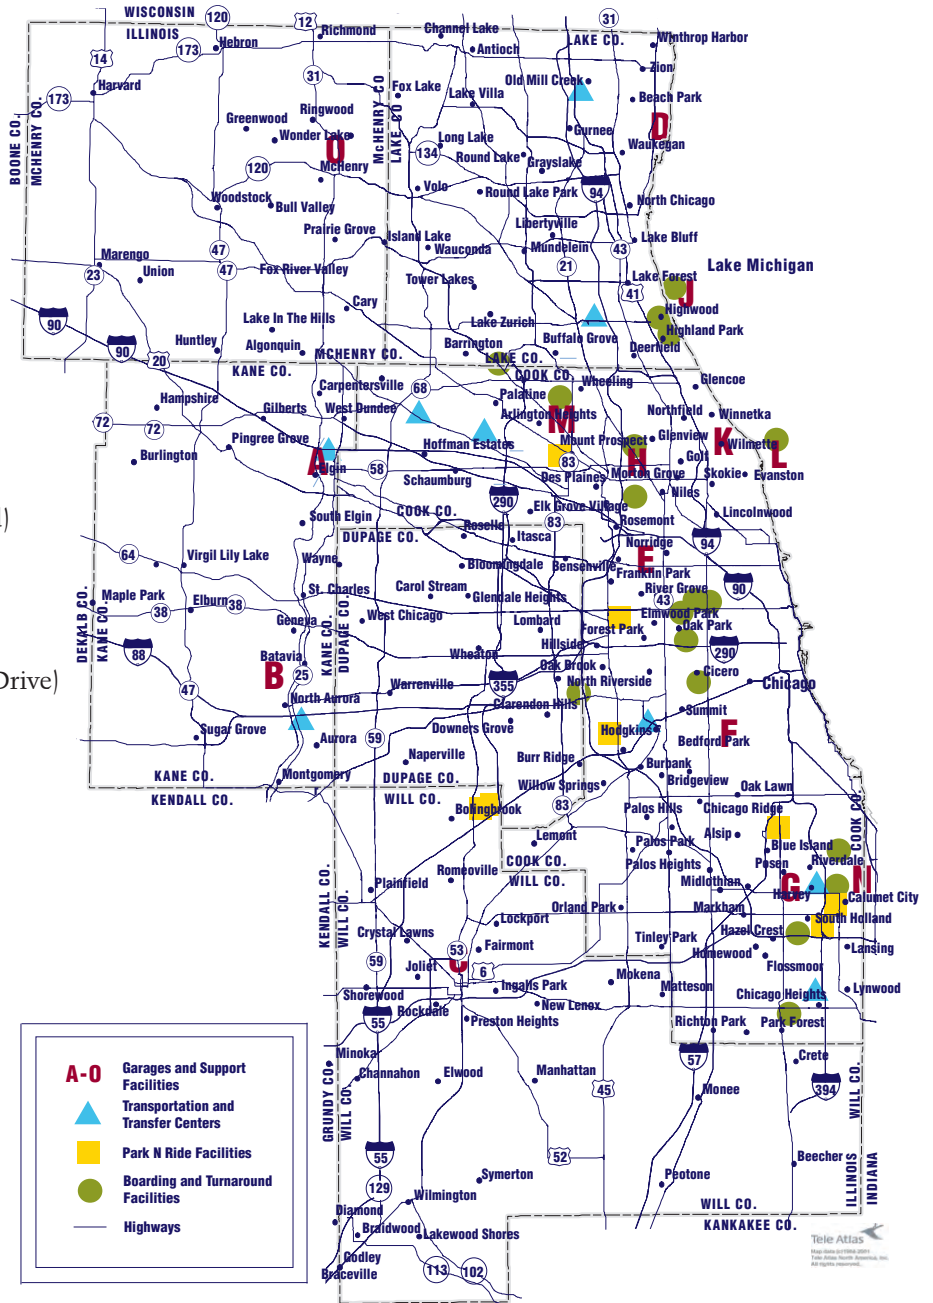 WISCONSIN
ILLINOIS
120
12
31
Richmond
Channel Lake
LAKE CO.
Winthrop Harbor
173
Hebron
14
Antioch
Zion
Harvard
31
MCHENRY CO
LAKE CO.
Fox Lake
Old Mill Creek
Lake Villa
Beach Park
173
Ringwood
Greenwood
Wonder Lake
O
D
BOONE CO.
MCHENRY CO.
Gurnee
Long Lake
134
Round Lake
Grayslake
Waukegan
120
McHenry
Volo
Round Lake Park
94
Woodstock
Bull Valley
North Chicago
Prairie Grove
Island Lake
Libertyville
Lake Bluff
47
Wauconda
Mundelein
43
Marengo
Union
47
Fox River Valley
21
Lake Michigan
23
Tower Lakes
Lake Forest
41
J
Cary
Highwood
90
Lake In The Hills
Lake Zurich
Highland Park
90
Huntley
Algonquin
Barrington
Buffalo Grove
Deerfield
20
MCHENRY CO.
KANE CO.
LAKE CO.
COOK CO.
Carpentersville
68
Wheeling
Glencoe
Hampshire
Palatine
Gilberts
West Dundee
Arlington Heights
Northfield
Winnetka
72
72
M
Pingree Grove
Hoffman Estates
Mount Prospect
Glenview
K
Wilmette
L
Burlington
A
Elgin
58
Schaumburg
83
H
Golf
Des Plaines
Morton Grove
Skokie
Evanston
290
Niles
l)
South Elgin
COOK CO.
Elk Grove Village
Lincolnwood
DUPAGE CO.
Roselle
83
Rosemont
Itasca
94
64
Virgil Lily Lake
Wayne
Norridge
Bloomingdale
Bensenville
E
Franklin Park
90
Maple Park
St. Charles
Carol Stream
River Grove
Elburn
38
38
Glendale Heights
43
Geneva
West Chicago
Elmwood Park
DEKALB CO.
KANE CO.
KANE CO.
DUPAGE CO.
Lombard
Forest Park
Oak Park
88
Hillside
290
Batavia
Wheaton
Oak Brook
Drive)
B
25
355
North Riverside
Cicero
Chicago
47
North Aurora
Warrenville
Clarendon Hills
Summit
Sugar Grove
Aurora
59
Downers Grove
Hodgkins
F
Bedford Park
Naperville
Burr Ridge
Burbank
KANE CO.
Montgomery
DUPAGE CO.
Willow Springs
Bridgeview
KENDALL CO.
WILL CO.
Oak Lawn
Bolingbrook
83
Palos Hills
Chicago Ridge
COOK CO.
Lemont
Alsip
Palos Park
Blue Island
COOK CO.
Palos Heights
Posen
Riverdale
Romeoville
WILL CO.
Midlothian
G
N
Plainfield
Harvey
Calumet City
Orland Park
Markham
KENDALL CO.
WILL CO.
Lockport
South Holland
Crystal Lawns
Tinley Park
Hazel Crest
53
Fairmont
Homewood
Lansing
59
Joliet
6
Flossmoor
Mokena
Shorewood
Ingalls Park
Matteson
Chicago Heights
Lynwood
Rockdale
New Lenox
55
Preston Heights
Richton Park
Park Forest
Minoka
57
Crete
Channahon
Elwood
Manhattan
394
45
Monee
GRUNDY CO.
WILL CO.
WILL CO.
55
52
Beecher
129
Symerton
Peotone
ILLINOIS
INDIANA
Wilmington
WILL CO.
Diamond
KANKAKEE CO.
Braidwood
Lakewood Shores
Godley
113
102
Braceville
A-O
Garages and Support
Facilities
Transportation and
Transfer Centers
Park N Ride Facilities
Boarding and Turnaround
Facilities
Highways
Tele Atlas
Tele Atlas North America, Inc.
All rights reserved.